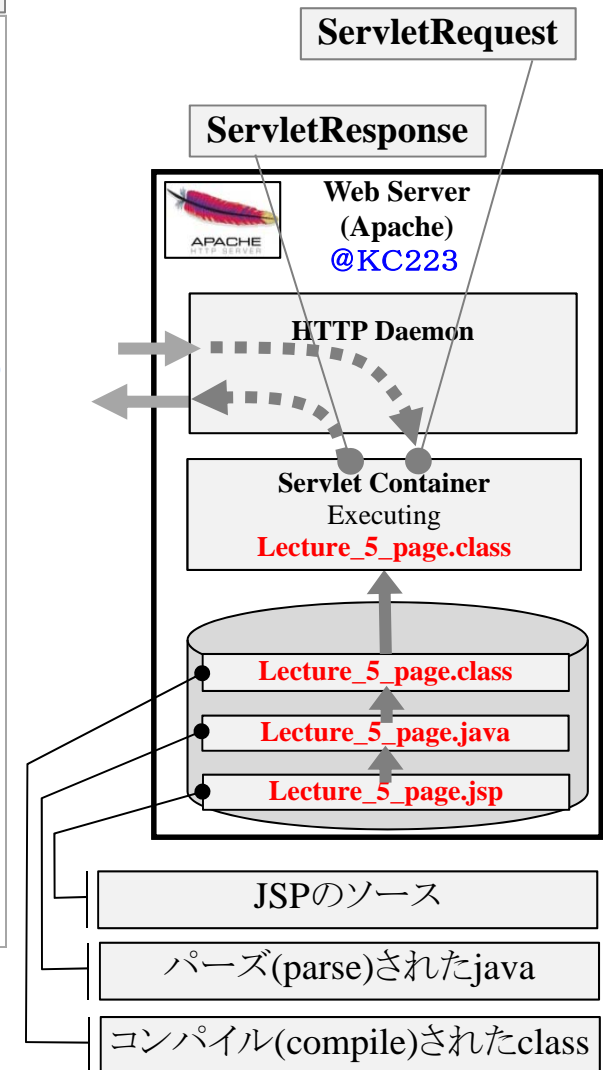 ServletRequest
ServletResponse
APACHE
HTTP SERVER
Web Server
(Apache)
@KC223
HTTP Daemon
Servlet Container
Executing
Lecture_5_page.class
Lecture_5_page.class
Lecture_5_page.java
Lecture_5_page.jsp
JSPのソース
パーズ(parse)されたjava
コンパイル(compile)されたclass